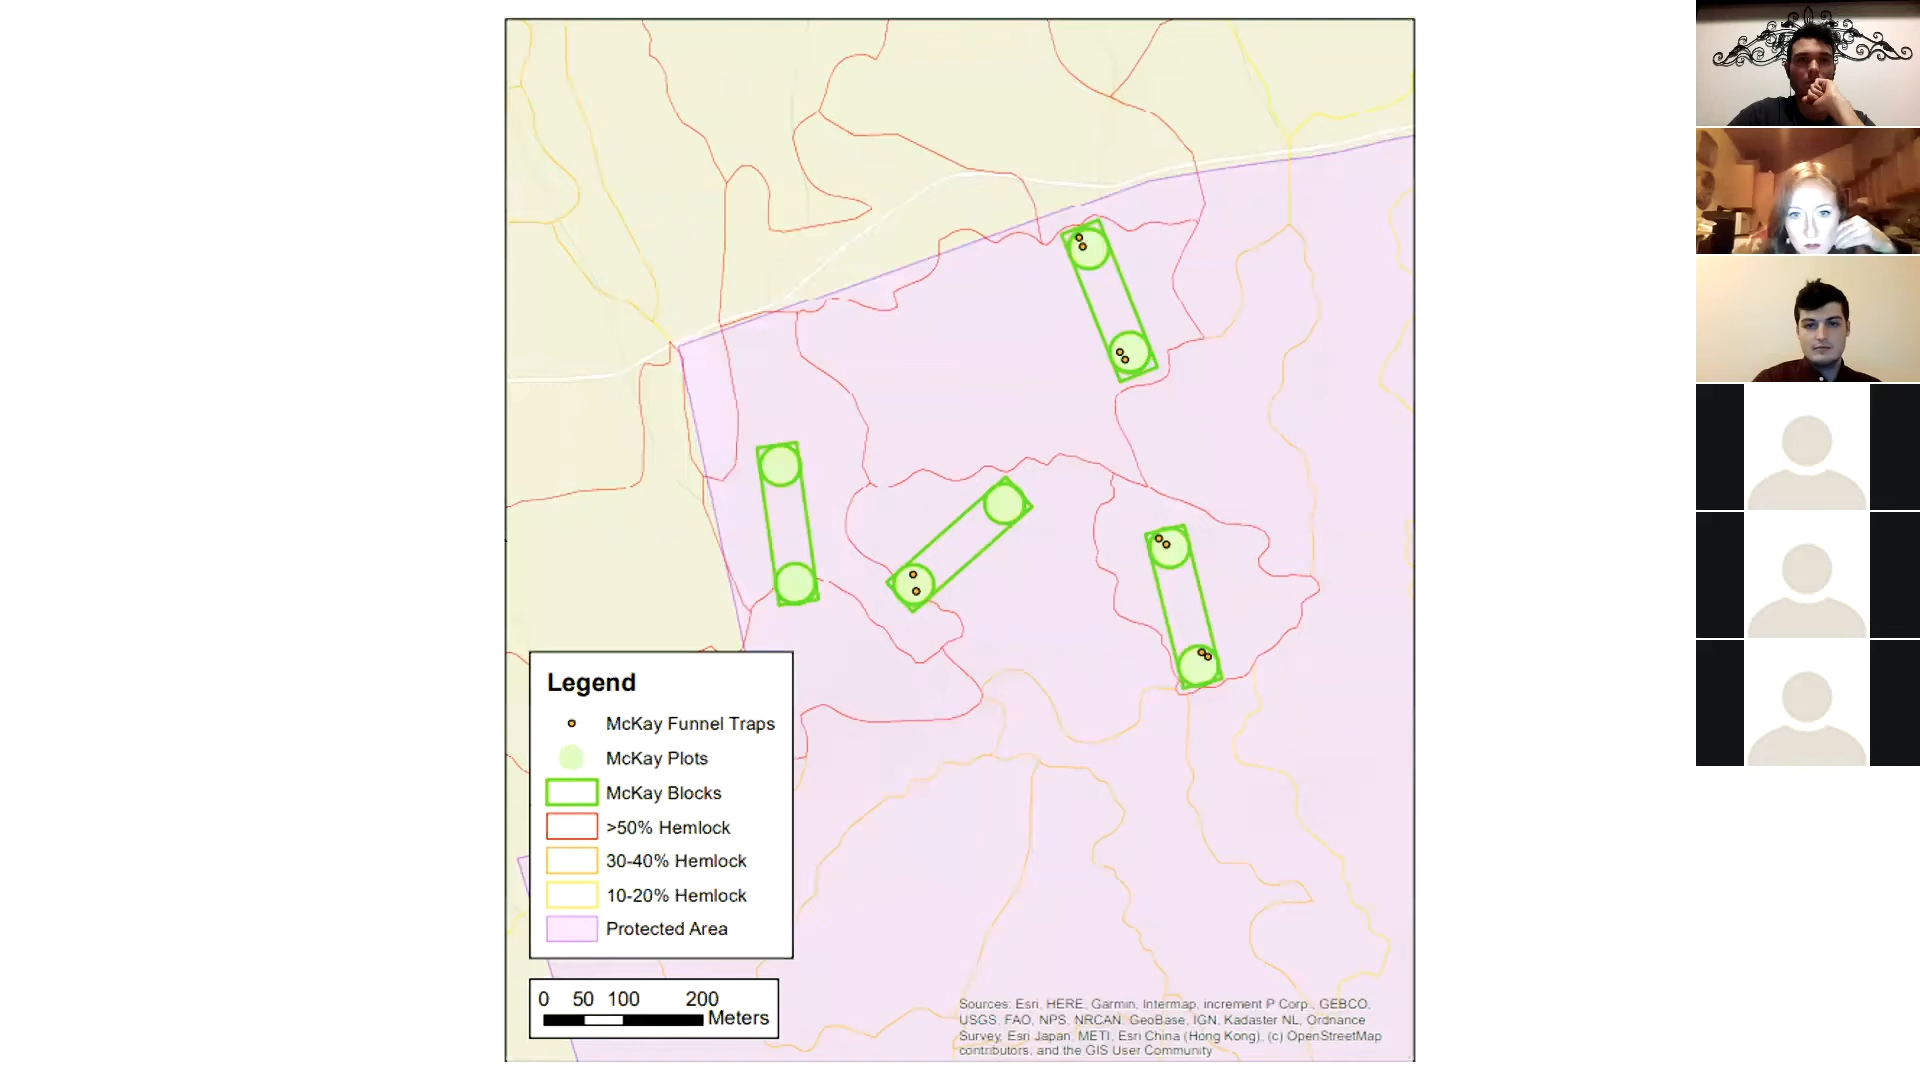 Legend
McKay Funnel Traps
McKay Plots
McKay Blocks
>50% Hemlock
30-40% Hemlock
10-20% Hemlock
Protected Area
0 50 100 200
Meters
Sources: Esri, HERE, Garmin, Intermap, increment P Corp., GEBCO,
USGS, FAO, NPS, NRCAN, GeoBase, IGN, Kadaster NL, Ordnance
Survey, Esri Japan, METI, Esri China (Hong Kong), (c) OpenStreetMap
contributors, and the GIS User Community